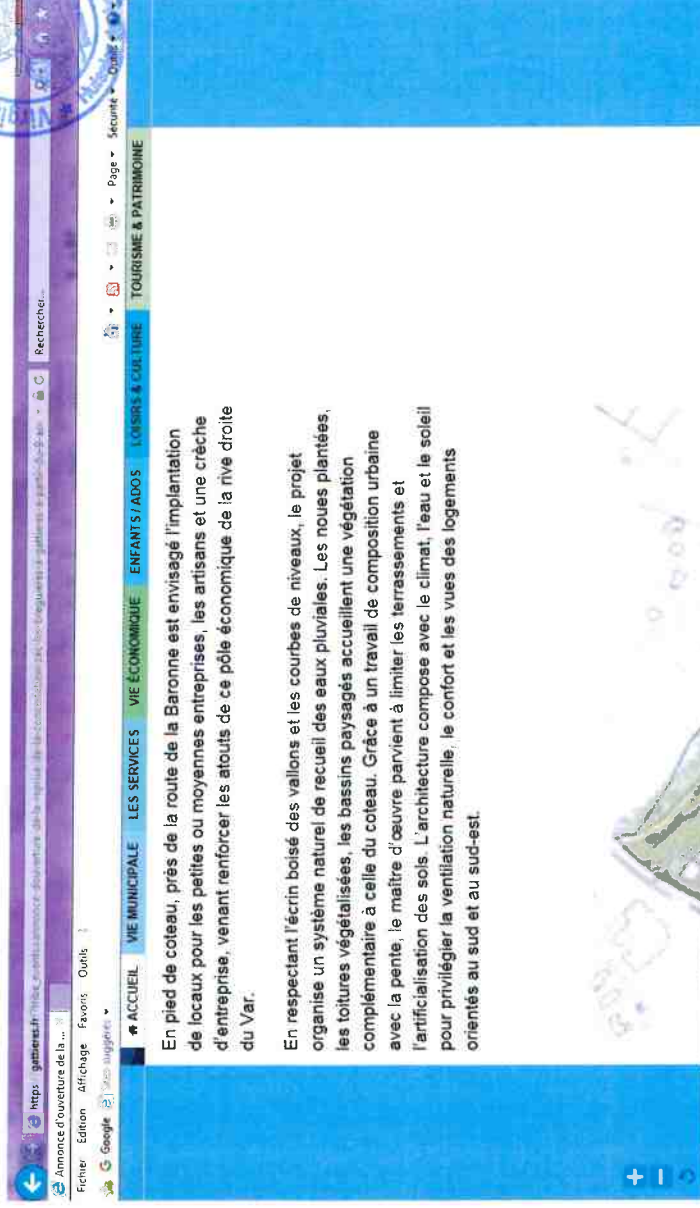 https gattieres.fr
Rechercher...
Annonce d'ouverture de la ...
Fichier Edition Affichage Favoris Outils ?
Google Sites suggérés
Page Sécurité Outils
ACCUEIL VIE MUNICIPALE LES SERVICES VIE ÉCONOMIQUE ENFANTS / ADOS LOISIRS & CULTURE TOURISME & PATRIMOINE
En pied de coteau, près de la route de la Baronne est envisagé l'implantation
de locaux pour les petites ou moyennes entreprises, les artisans et une crèche
d'entreprise, venant renforcer les atouts de ce pôle économique de la rive droite
du Var.
En respectant l'écrin boisé des vallons et les courbes de niveaux, le projet
organise un système naturel de recueil des eaux pluviales. Les noues plantées,
les toitures végétalisées, les bassins paysagés accueillent une végétation
complémentaire à celle du coteau. Grâce à un travail de composition urbaine
avec la pente, le maître d'œuvre parvient à limiter les terrassements et
l'artificialisation des sols. L'architecture compose avec le climat, l'eau et le soleil
pour privilégier la ventilation naturelle, le confort et les vues des logements
orientés au sud et au sud-est.